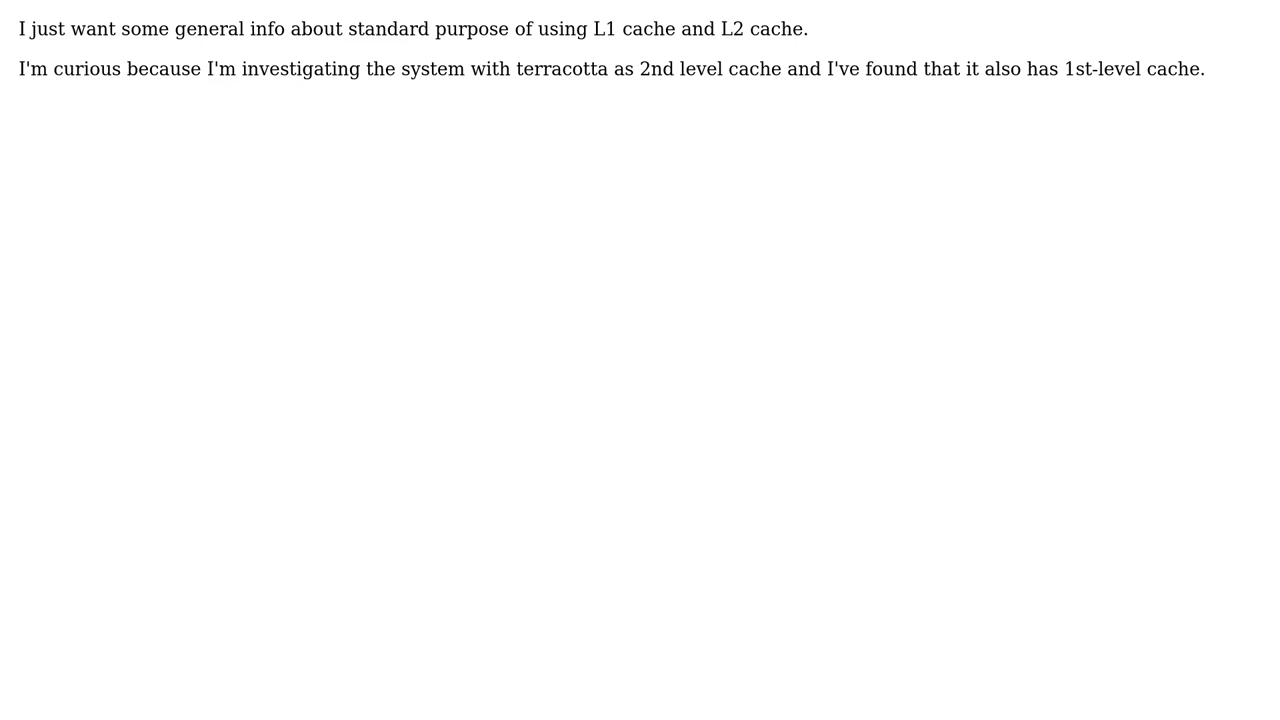 I just want some general info about standard purpose of using L1 cache and L2 cache.
I'm curious because I'm investigating the system with terracotta as 2nd level cache and I've found that it also has 1st-level cache.